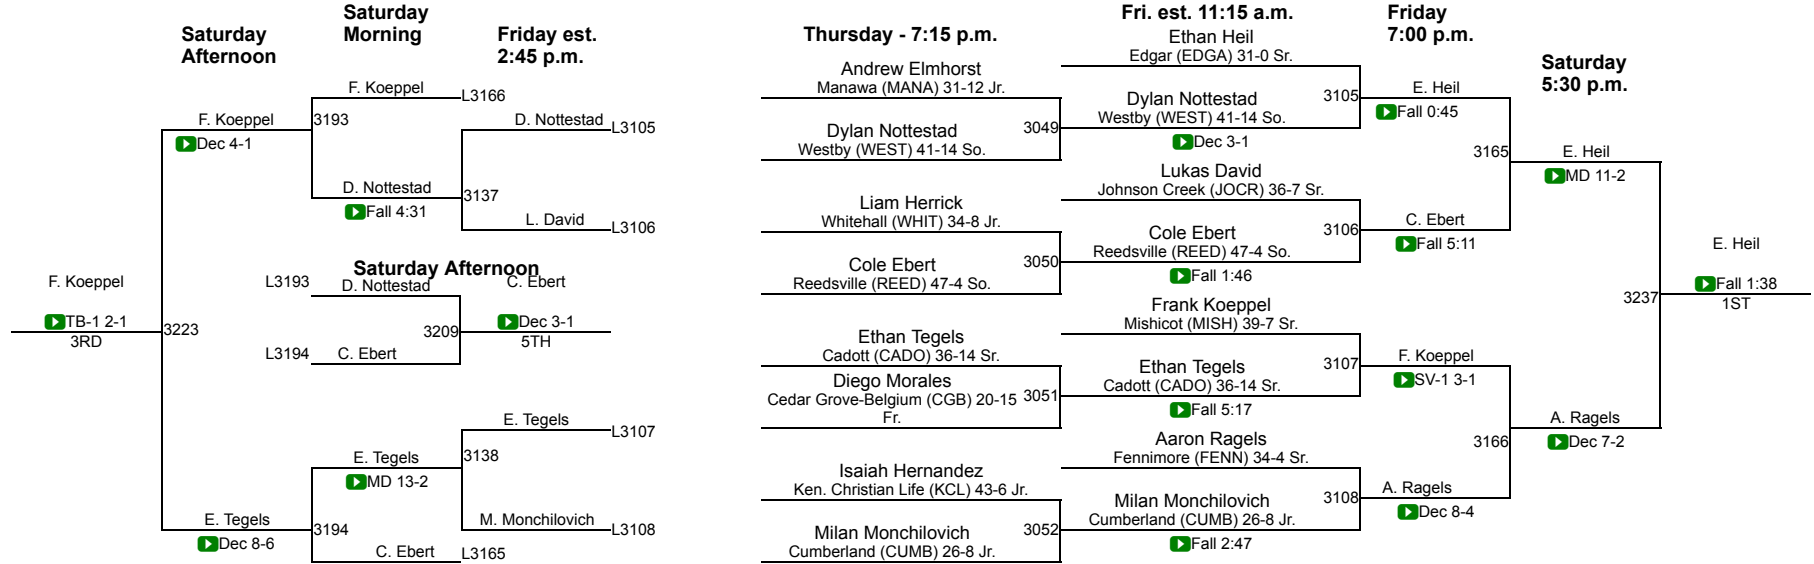 Saturday
Afternoon
Saturday
Morning
Friday est.
2:45 p.m.
F. Koeppel
L3166
F. Koeppel
3193
Dec 4-1
D. Nottestad
L3105
D. Nottestad
3137
Fall 4:31
L. David
L3106
Saturday Afternoon
F. Koeppel
L3193
D. Nottestad
C. Ebert
TB-1 2-1
3223
3209
Dec 3-1
3RD
5TH
L3194
C. Ebert
E. Tegels
L3107
E. Tegels
3138
MD 13-2
E. Tegels
3194
M. Monchilovich
L3108
Dec 8-6
C. Ebert
L3165
Thursday - 7:15 p.m.
Fri. est. 11:15 a.m.
Friday
7:00 p.m.
Saturday
5:30 p.m.
Andrew Elmhorst
Manawa (MANA) 31-12 Jr.
3049
Dylan Nottestad
Westby (WEST) 41-14 So.
Liam Herrick
Whitehall (WHIT) 34-8 Jr.
3050
Cole Ebert
Reedsville (REED) 47-4 So.
Ethan Tegels
Cadott (CADO) 36-14 Sr.
3051
Diego Morales
Cedar Grove-Belgium (CGB) 20-15
Fr.
Isaiah Hernandez
Ken. Christian Life (KCL) 43-6 Jr.
3052
Milan Monchilovich
Cumberland (CUMB) 26-8 Jr.
Ethan Heil
Edgar (EDGA) 31-0 Sr.
3105
Dylan Nottestad
Westby (WEST) 41-14 So.
Dec 3-1
Lukas David
Johnson Creek (JOCR) 36-7 Sr.
3106
Cole Ebert
Reedsville (REED) 47-4 So.
Fall 1:46
Frank Koeppel
Mishicot (MISH) 39-7 Sr.
3107
Ethan Tegels
Cadott (CADO) 36-14 Sr.
Fall 5:17
Aaron Ragels
Fennimore (FENN) 34-4 Sr.
3108
Milan Monchilovich
Cumberland (CUMB) 26-8 Jr.
Fall 2:47
E. Heil
Fall 0:45
3165
C. Ebert
Fall 5:11
F. Koeppel
SV-1 3-1
3166
A. Ragels
Dec 8-4
E. Heil
MD 11-2
3237
A. Ragels
Dec 7-2
E. Heil
Fall 1:38
1ST